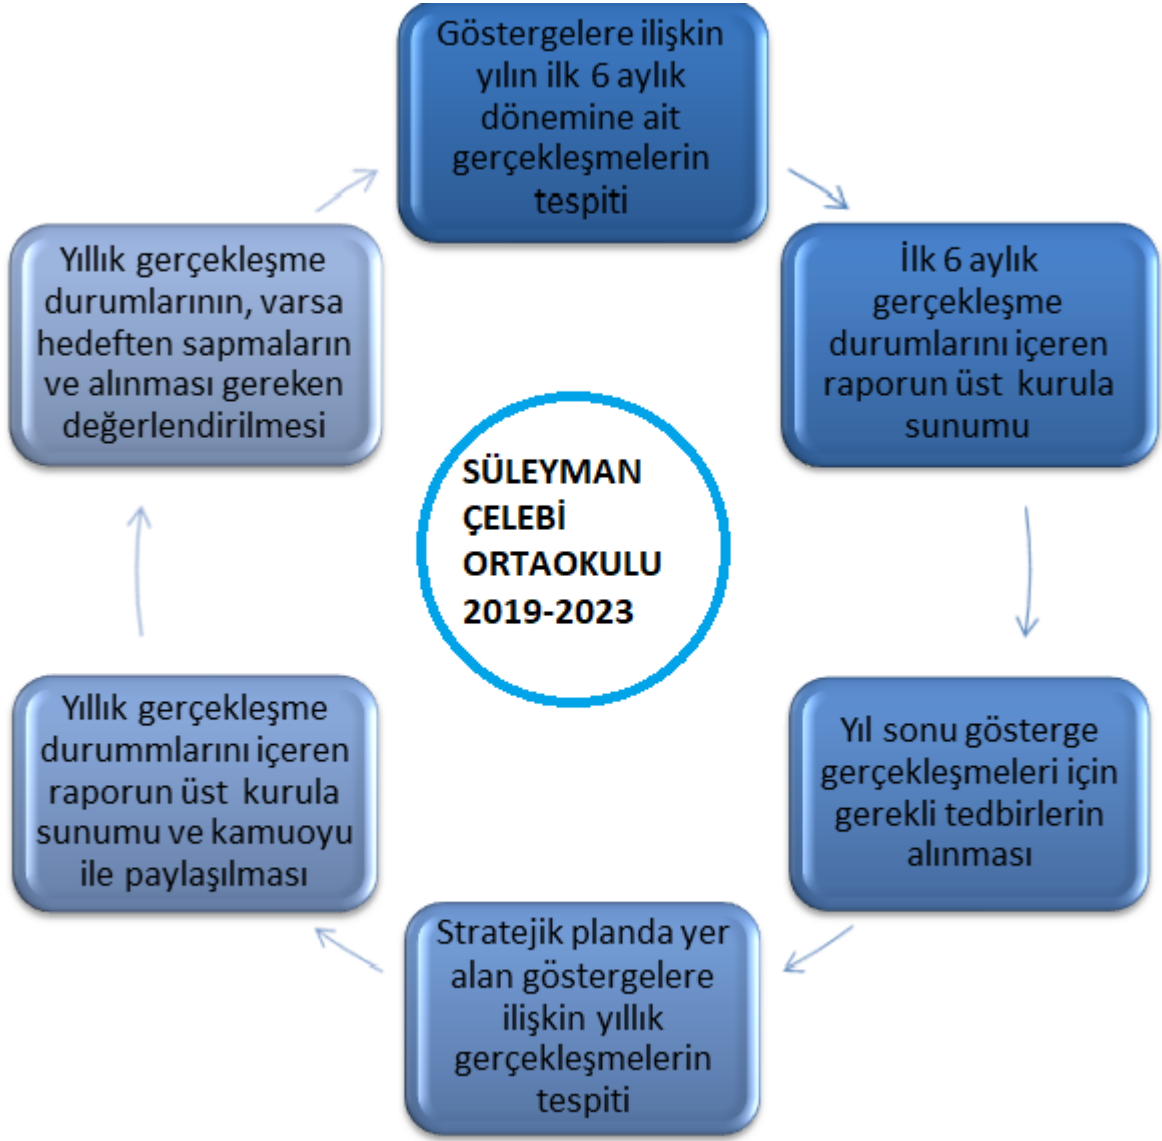 Göstergelere ilişkin
yılın ilk 6 aylık
dönemine ait
gerçekleşmelerin
tespiti
İlk 6 aylık
gerçekleşme
durumlarını içeren
raporun üst kurula
sunumu
Yıl sonu gösterge
gerçekleşmeleri için
gerekli tedbirlerin
alınması
Stratejik planda yer
alan göstergelere
ilişkin yıllık
gerçekleşmelerin
tespiti
Yıllık gerçekleşme
durummlarını içeren
raporun üst kurula
sunumu ve kamuoyu
ile paylaşılması
Yıllık gerçekleşme
durumlarının, varsa
hedeften sapmaların
ve alınması gereken
değerlendirilmesi
SÜLEYMAN
ÇELEBİ
ORTAOKULU
2019-2023